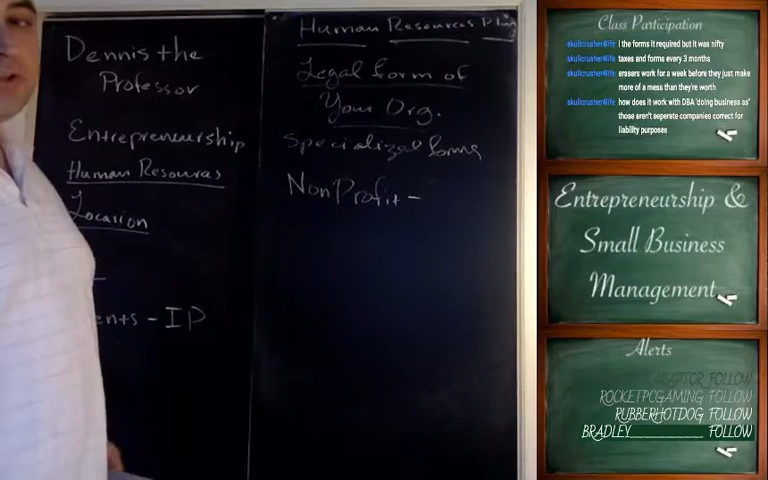 Dennis the
Professor
Entrepreneurship
Human Resources
Location
ents - IP
Human Resources Plan
Legal form of
Your Org.
specialized forms
NonProfit -
Class Participation
skullcrusher4life I the forms it required but it was nifty
skullcrusher4life taxes and forms every 3 months
skullcrusher4life erasers work for a week before they just make
more of a mess than they're worth
skullcrusher4life how does it work with DBA 'doing business as"
those aren't seperate companies correct for
liability purposes
Entrepreneurship &
Small Business
Management
Alerts
RAPTOR FOLLOW
ROCKETPCGAMING FOLLOW
RUBBERHOTDOG FOLLOW
BRADLEY____________ FOLLOW